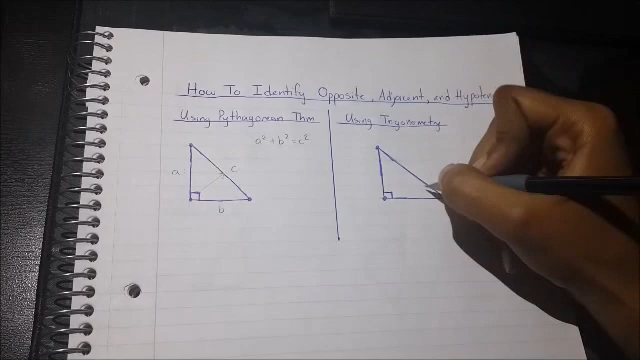 How To Identify Opposite, Adjacent, and
Using Pythagorean Thm
Using Trigonometry
a² + b² = c²
a
c
b